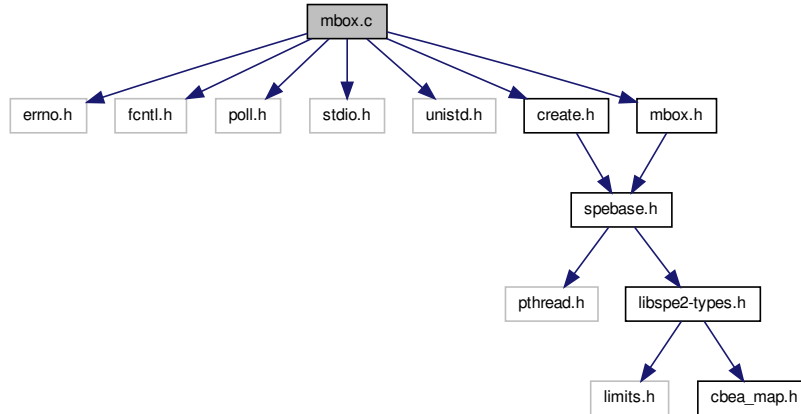 mbox.c
errno.h
fcntl.h
poll.h
stdio.h
unistd.h
create.h
mbox.h
spebase.h
pthread.h
libspe2-types.h
limits.h
cbea_map.h